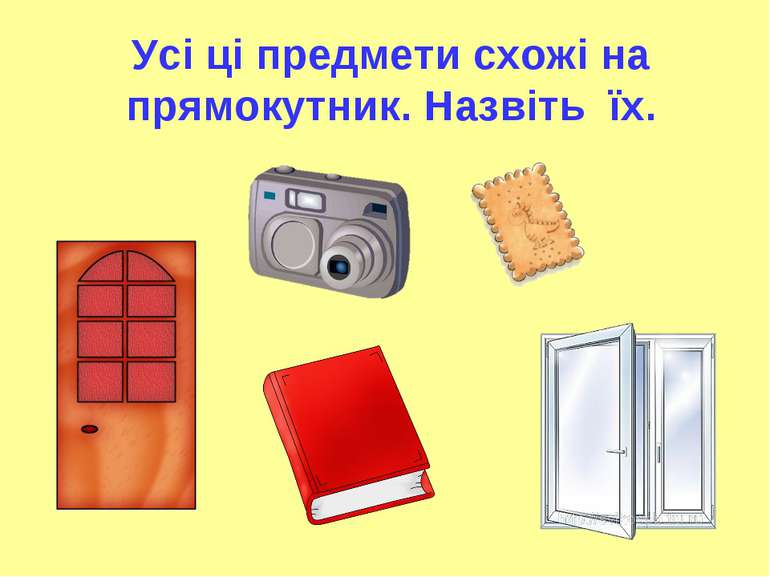 Усі ці предмети схожі на
прямокутник. Назвіть їх.